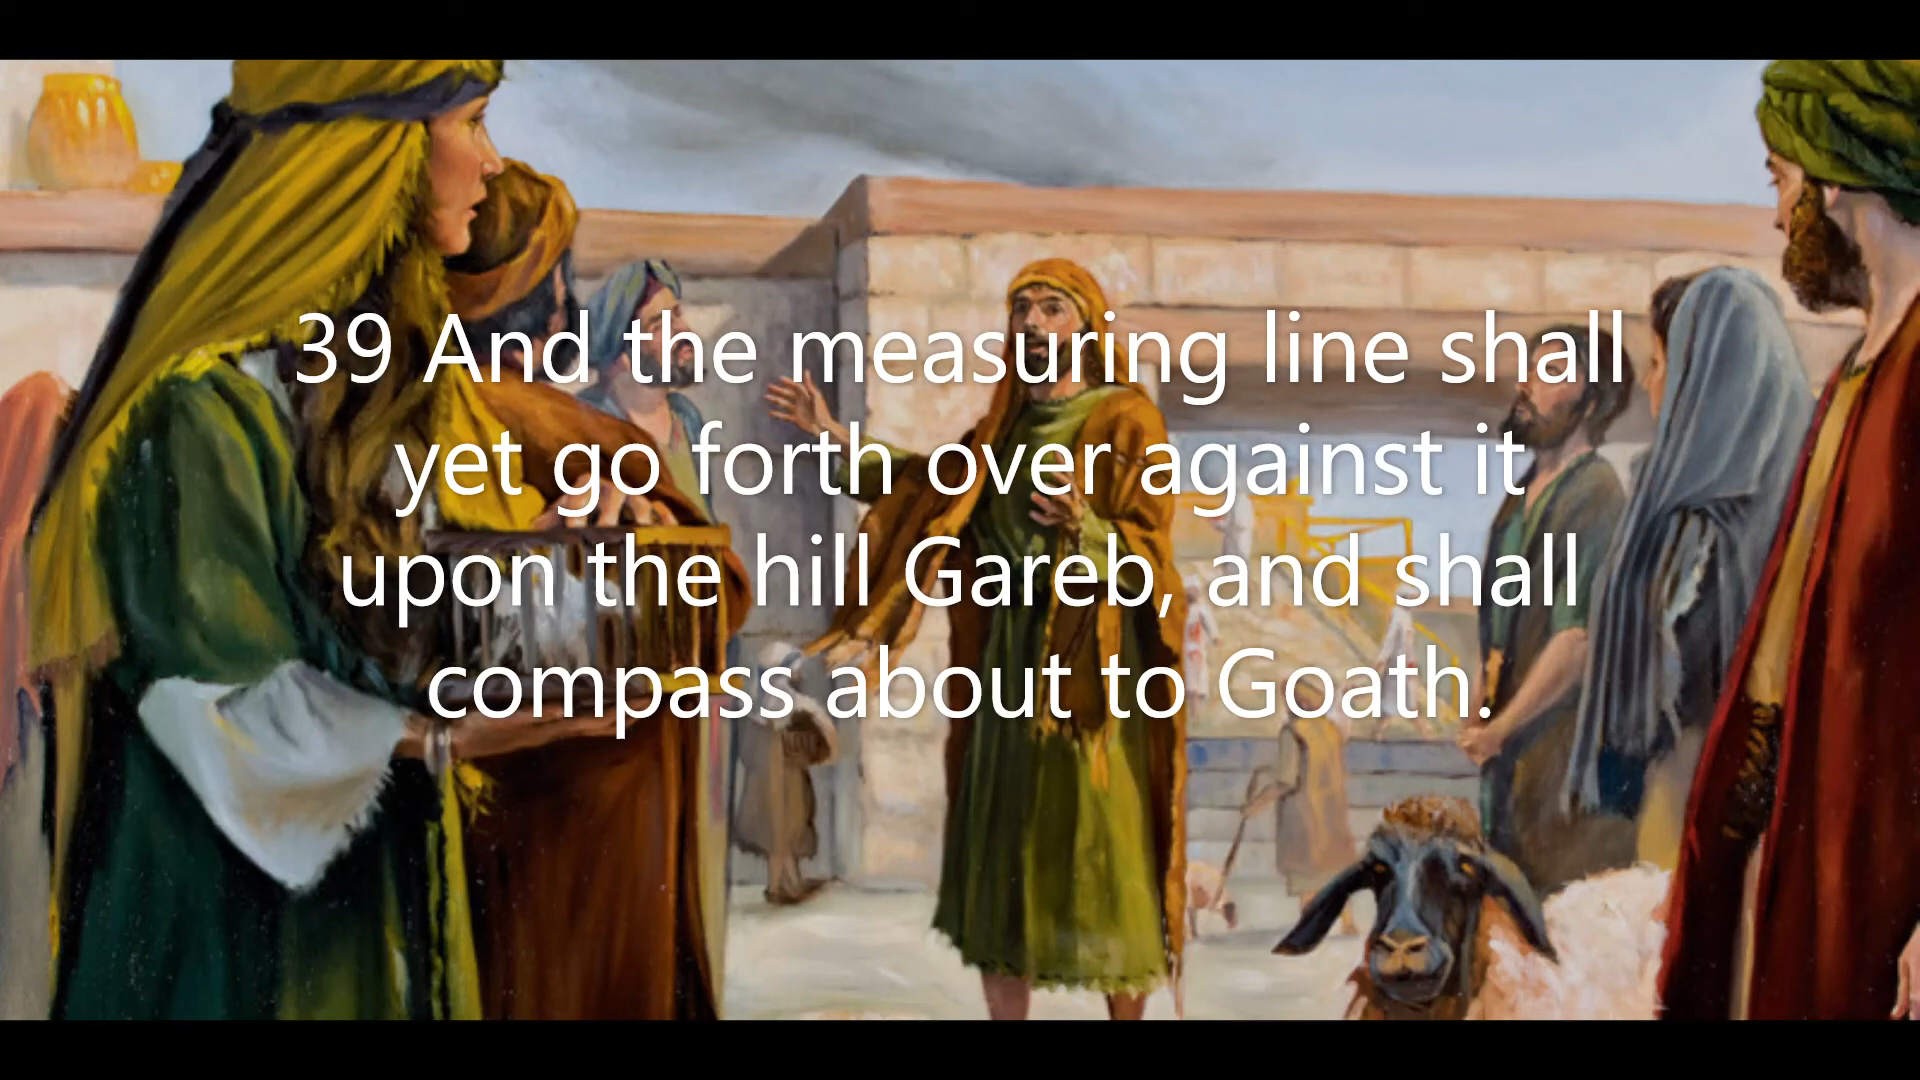 39 And the measuring line shall
yet go forth over against it
upon the hill Gareb, and shall
compass about to Goath.